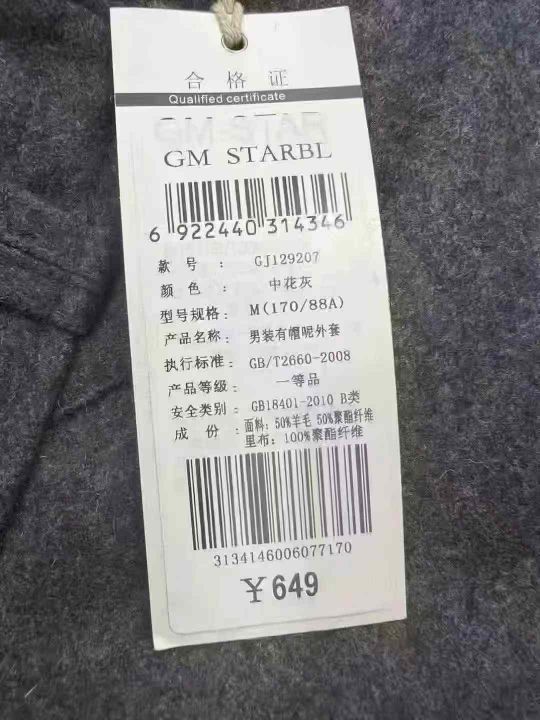 合格证
Qualified certificate
GM STARBL
6 922440 314346
款号: GJ129207
颜色: 中花灰
型号规格: M(170/88A)
产品名称: 男装有帽呢外套
执行标准: GB/T2660-2008
产品等级: 一等品
安全类别: GB18401-2010 B类
成份: 面料: 50%羊毛 50%聚酯纤维
里布: 100%聚酯纤维
3134146006077170
¥649